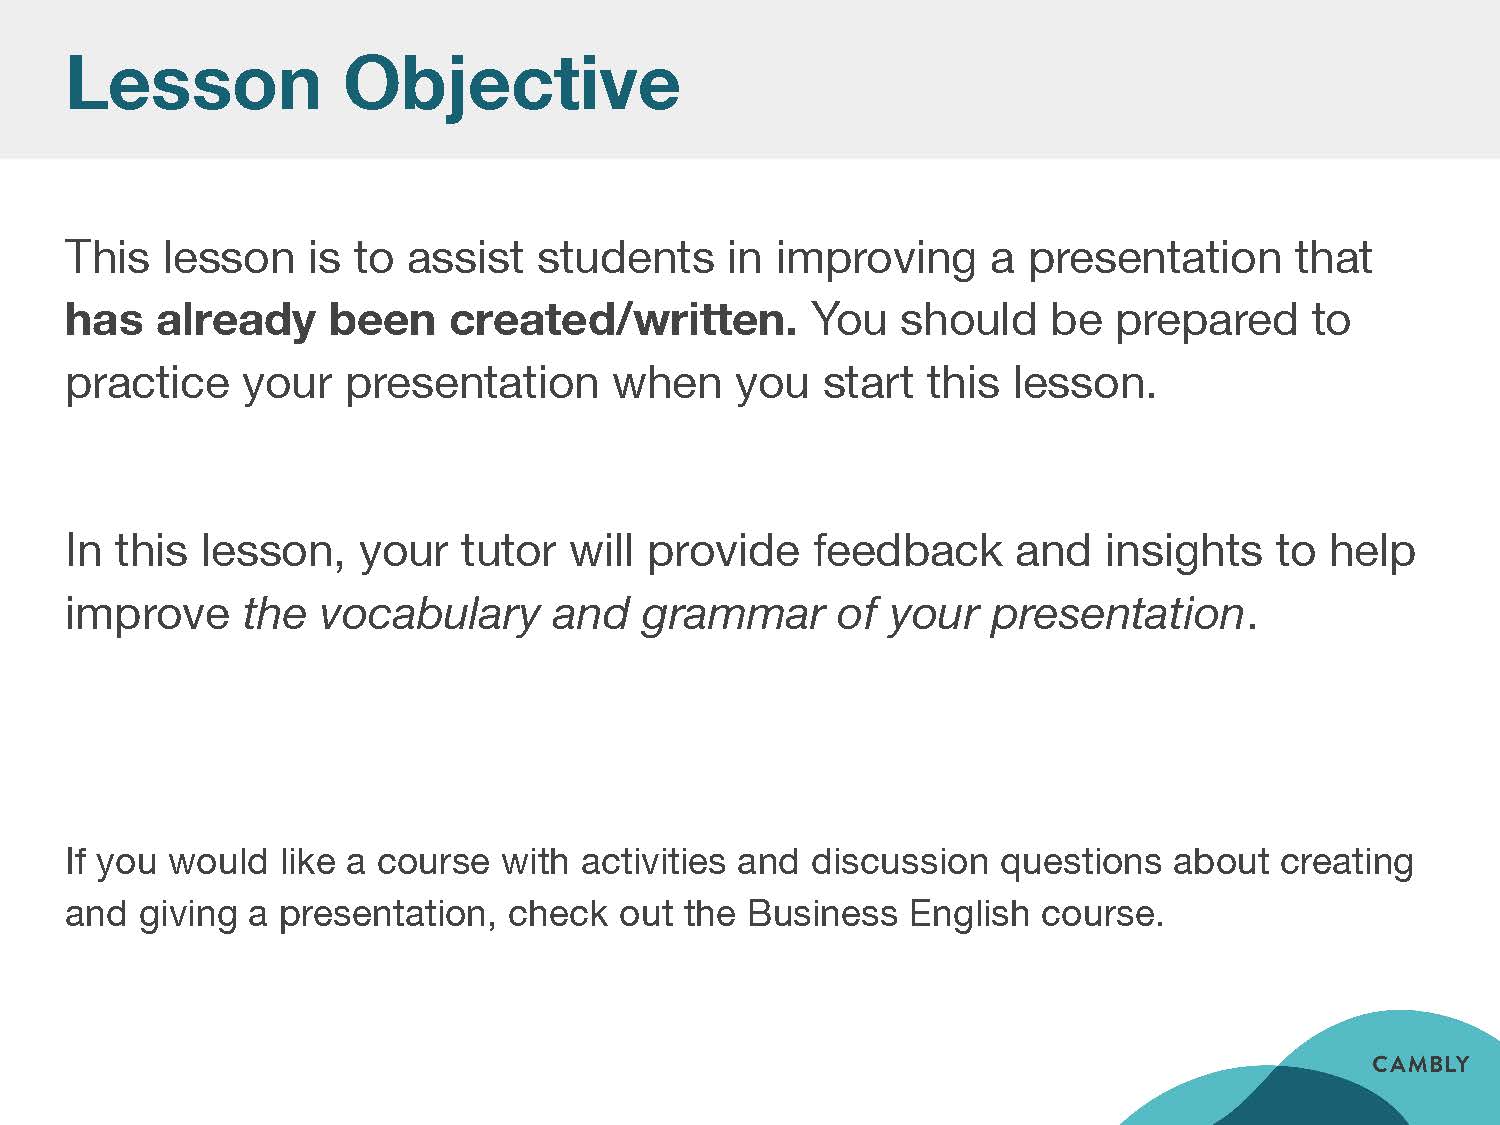 Lesson Objective
This lesson is to assist students in improving a presentation that
has already been created/written. You should be prepared to
practice your presentation when you start this lesson.
In this lesson, your tutor will provide feedback and insights to help
improve the vocabulary and grammar of your presentation.
If you would like a course with activities and discussion questions about creating
and giving a presentation, check out the Business English course.
CAMBLY